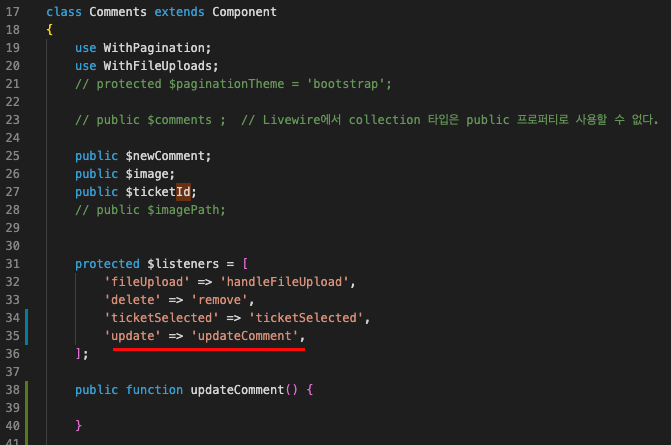 17 class Comments extends Component
18 {
19 use WithPagination;
20 use WithFileUploads;
21 // protected $paginationTheme = 'bootstrap';
22
23 // public $comments ;  // Livewire에서 collection 타입은 public 프로퍼티로 사용할 수 없다.
24
25 public $newComment;
26 public $image;
27 public $ticketId;
28 // public $imagePath;
29
30
31 protected $listeners = [
32 'fileUpload' => 'handleFileUpload',
33 'delete' => 'remove',
34 'ticketSelected' => 'ticketSelected',
35 'update' => 'updateComment',
36 ];
37
38 public function updateComment() {
39
40 }
41